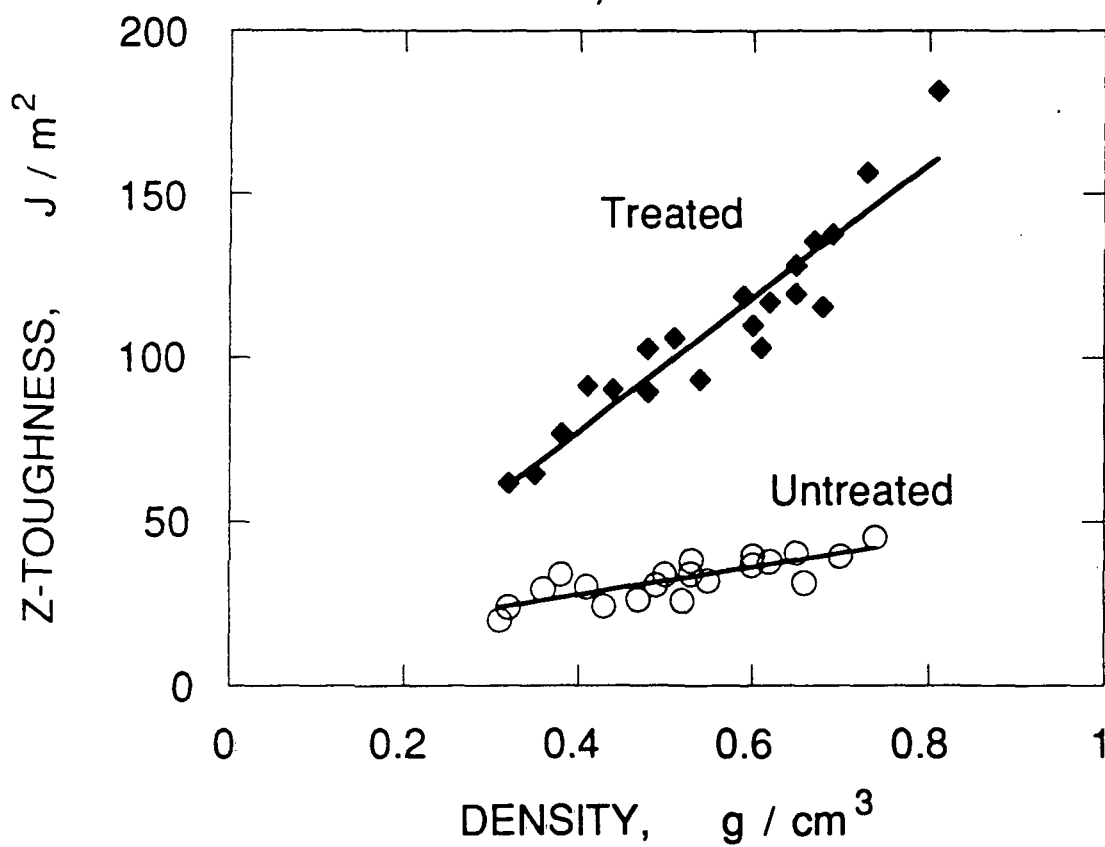 200
150
100
50
0
Z-TOUGHNESS, J / m²
Treated
Untreated
0 0.2 0.4 0.6 0.8 1
DENSITY, g / cm³